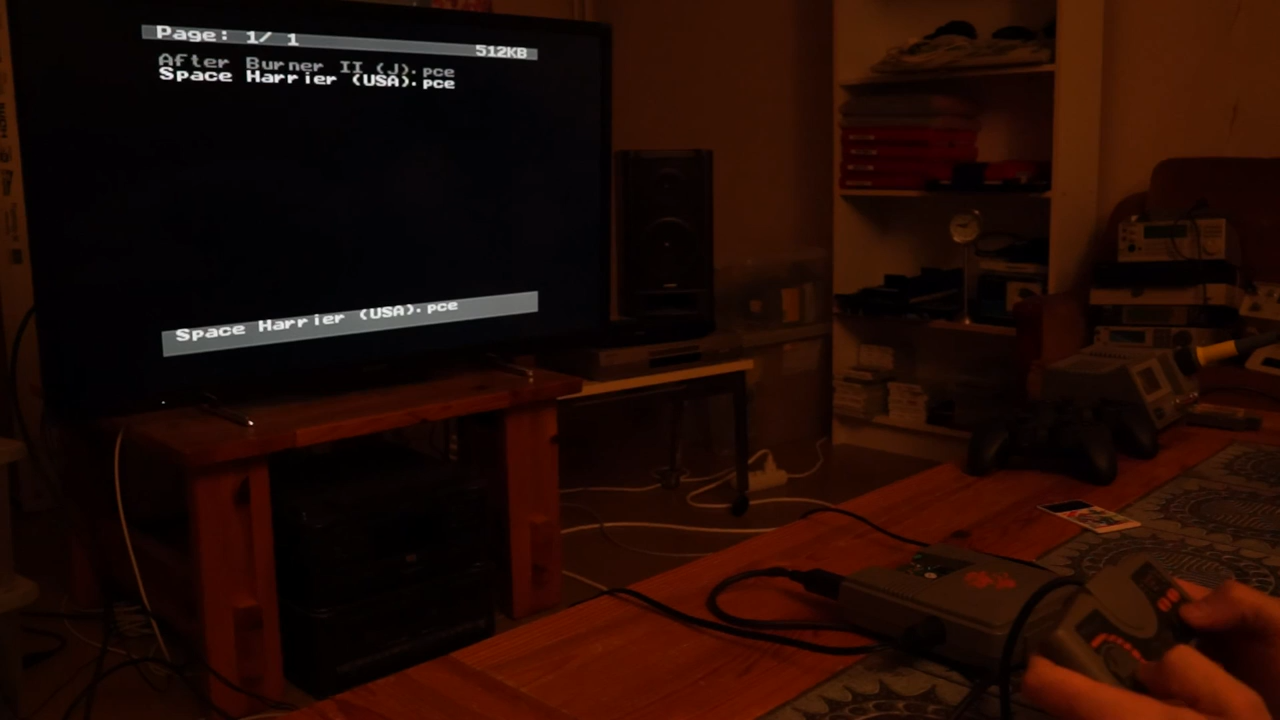 Page: 1/ 1
512KB
After Burner II (J).pce
Space Harrier (USA).pce
Space Harrier (USA).pce